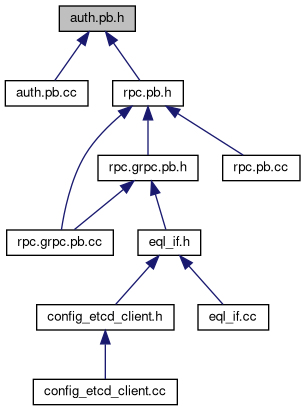 auth.pb.h
auth.pb.cc
rpc.pb.h
rpc.grpc.pb.h
rpc.pb.cc
rpc.grpc.pb.cc
eql_if.h
config_etcd_client.h
eql_if.cc
config_etcd_client.cc